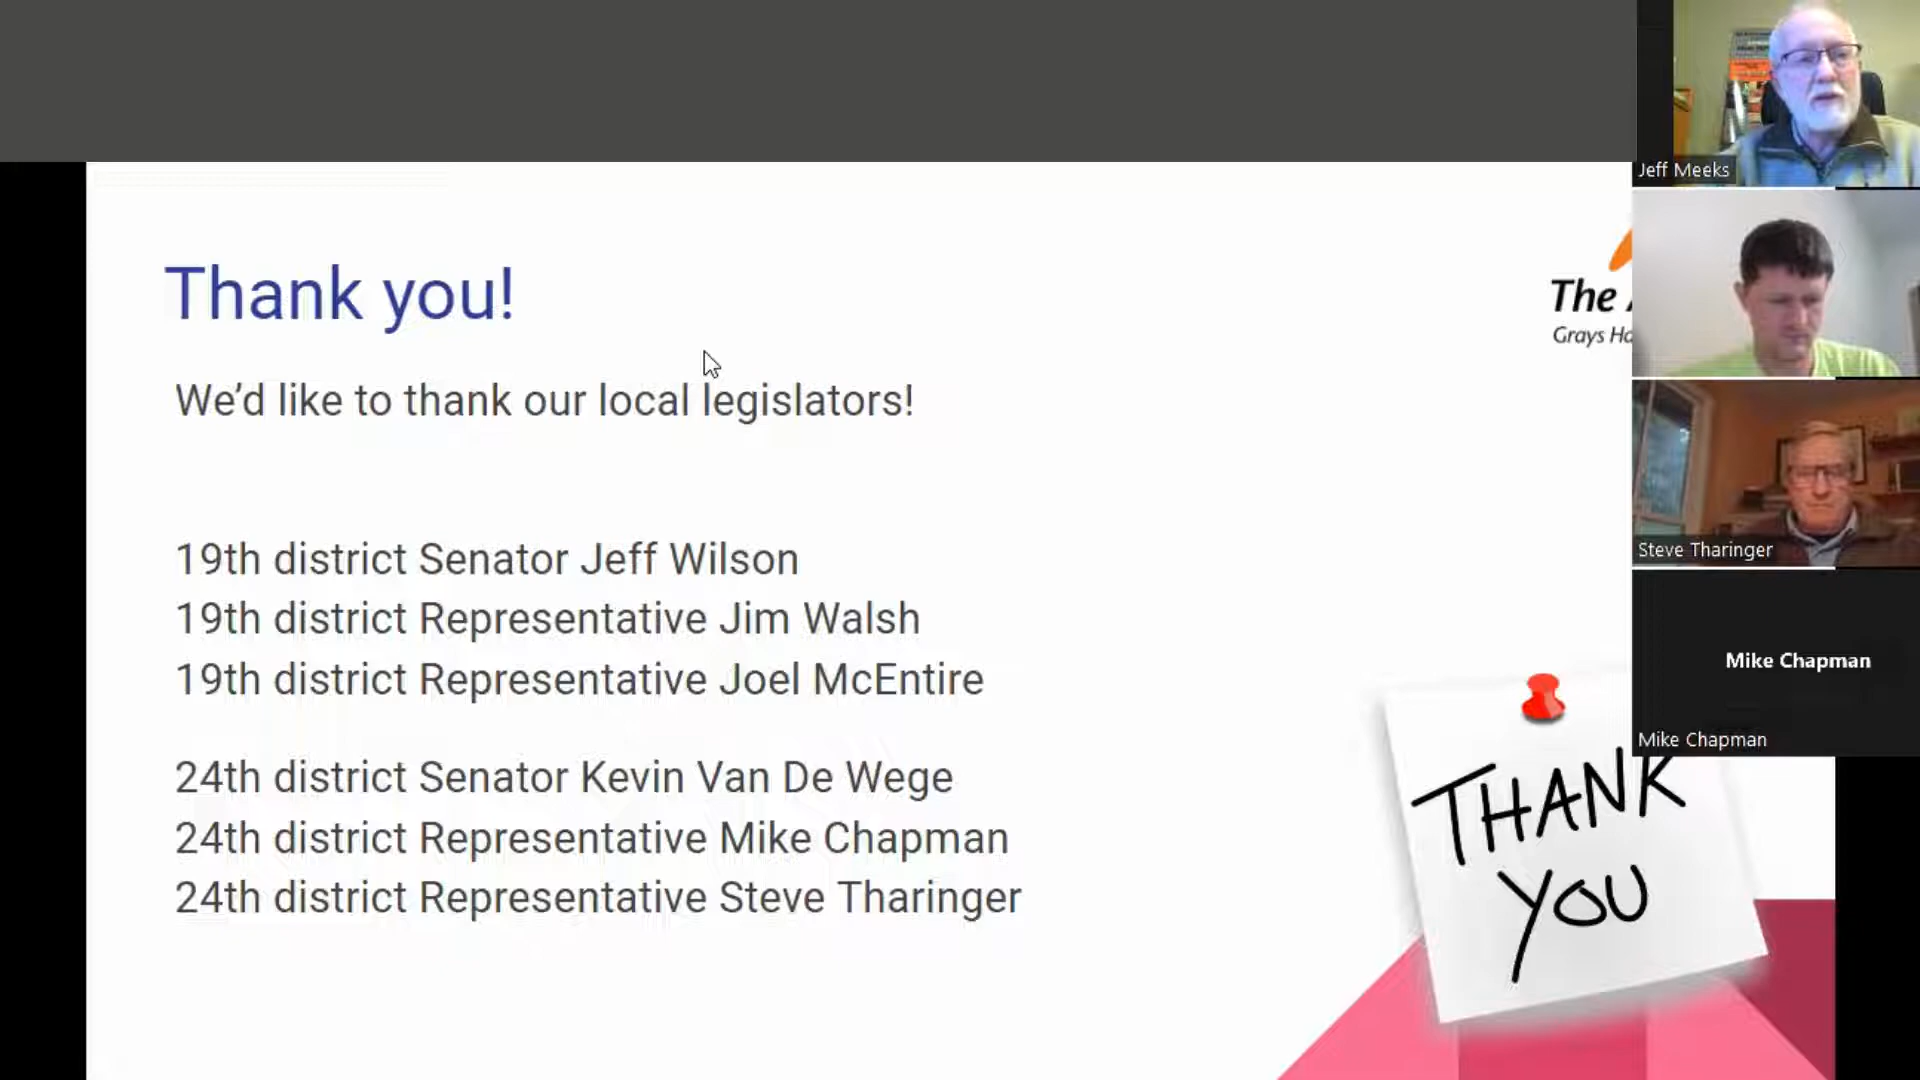 Thank you!
We'd like to thank our local legislators!
19th district Senator Jeff Wilson
19th district Representative Jim Walsh
19th district Representative Joel McEntire
24th district Senator Kevin Van De Wege
24th district Representative Mike Chapman
24th district Representative Steve Tharinger
The
Grays
THANK
YOU
Jeff Meeks
Steve Tharinger
Mike Chapman
Mike Chapman